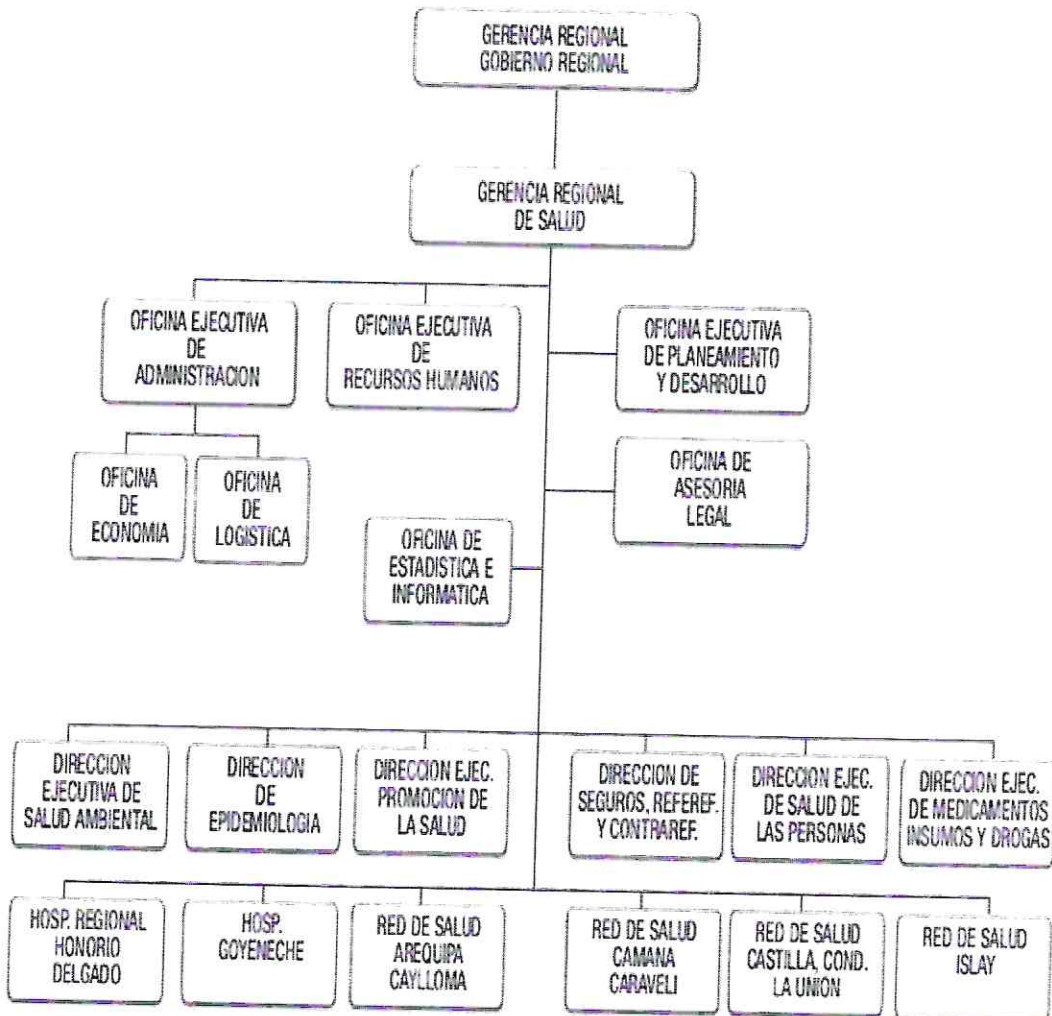 GERENCIA REGIONAL
GOBIERNO REGIONAL
GERENCIA REGIONAL
DE SALUD
OFICINA EJECUTIVA
DE
ADMINISTRACION
OFICINA EJECUTIVA
DE
RECURSOS HUMANOS
OFICINA EJECUTIVA
DE PLANEAMIENTO
Y DESARROLLO
OFICINA
DE
ECONOMIA
OFICINA
DE
LOGISTICA
OFICINA DE
ASESORIA
LEGAL
OFICINA DE
ESTADISTICA E
INFORMATICA
DIRECCION
EJECUTIVA DE
SALUD AMBIENTAL
DIRECCION
DE
EPIDEMIOLOGIA
DIRECCION EJEC.
PROMOCION DE
LA SALUD
DIRECCION DE
SEGUROS, REFEREF.
Y CONTRAREF.
DIRECCION EJEC.
DE SALUD DE
LAS PERSONAS
DIRECCION EJEC.
DE MEDICAMENTOS
INSUMOS Y DROGAS
HOSP. REGIONAL
HONORIO
DELGADO
HOSP.
GOYENECHE
RED DE SALUD
AREQUIPA
CAYLLOMA
RED DE SALUD
CAMANA
CARAVELI
RED DE SALUD
CASTILLA, COND.
LA UNION
RED DE SALUD
ISLAY